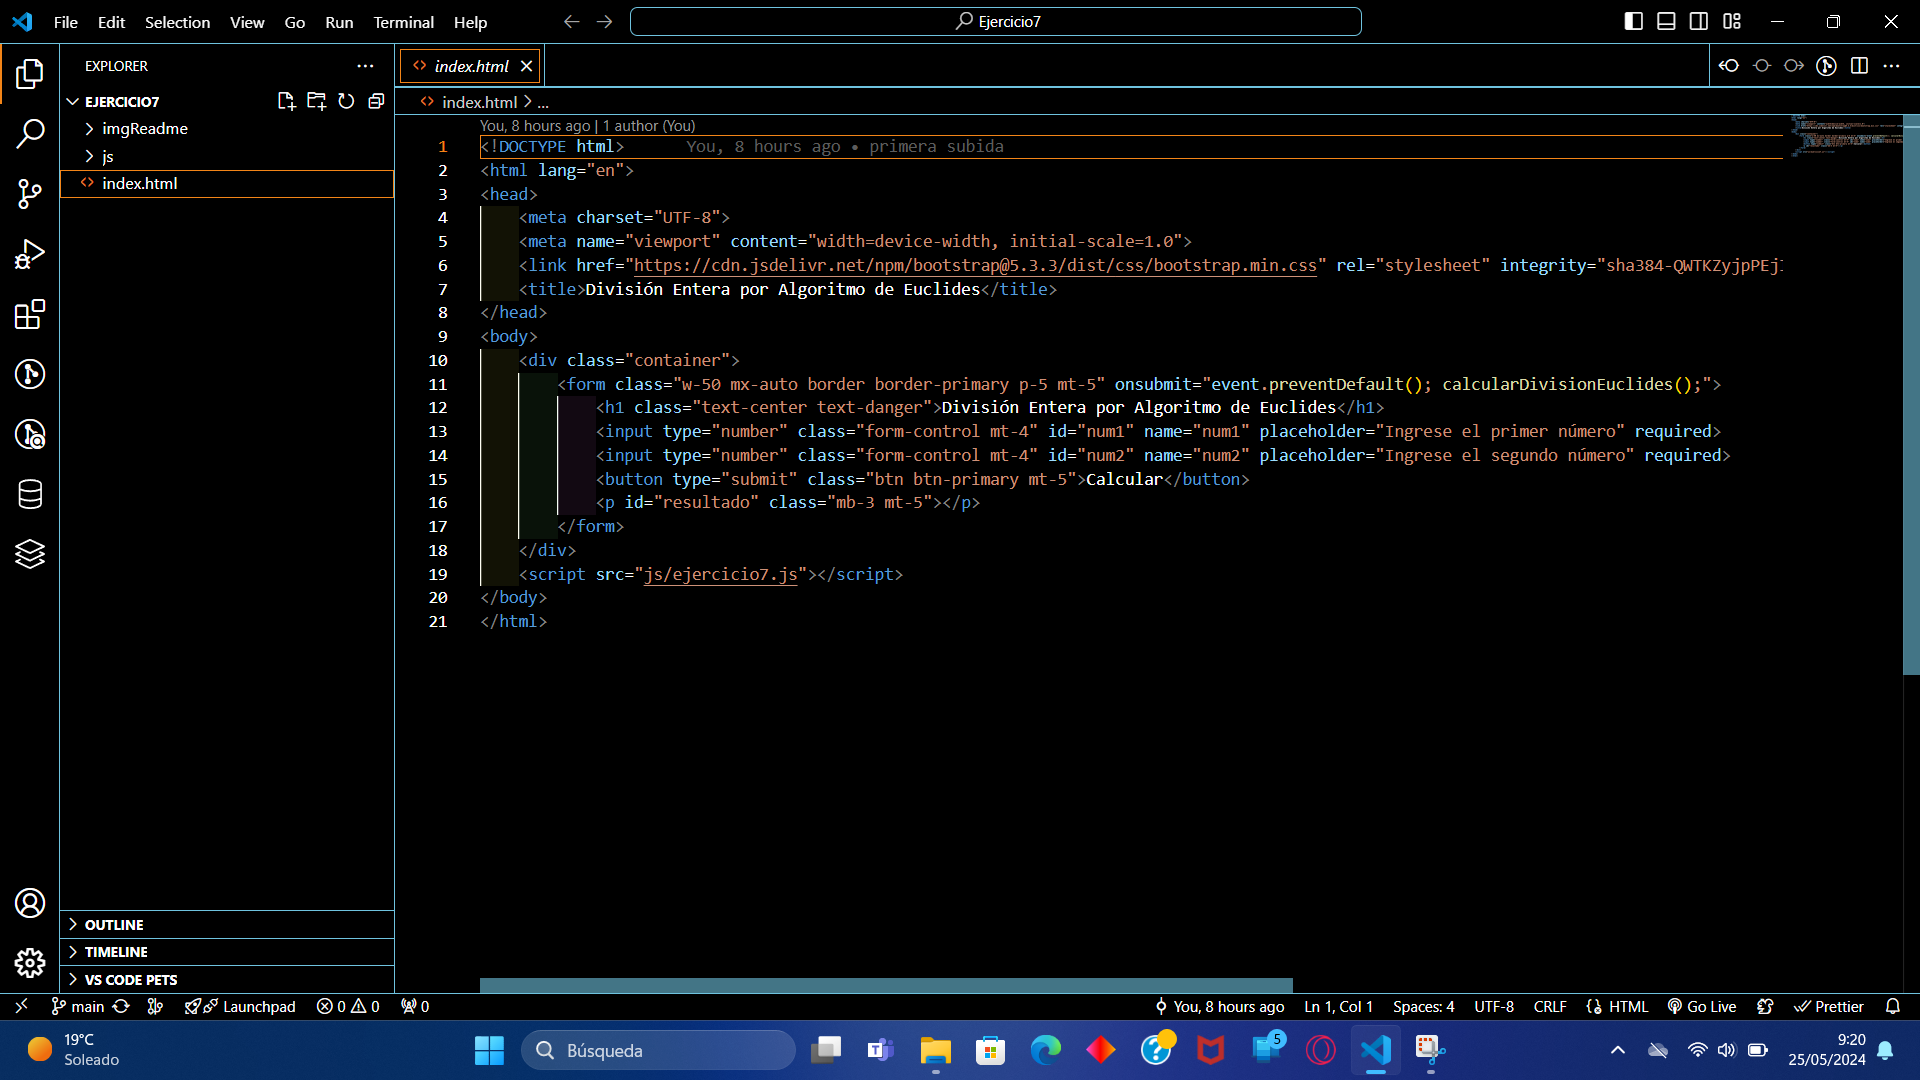 File Edit Selection View Go Run Terminal Help
Ejercicio7
EXPLORER
index.html
EJERCICIO7
index.html > ...
imgReadme
js
index.html
You, 8 hours ago | 1 author (You)
1 <!DOCTYPE html> You, 8 hours ago • primera subida
2 <html lang="en">
3 <head>
4 <meta charset="UTF-8">
5 <meta name="viewport" content="width=device-width, initial-scale=1.0">
6 <link href="https://cdn.jsdelivr.net/npm/bootstrap@5.3.3/dist/css/bootstrap.min.css" rel="stylesheet" integrity="sha384-QWTKZyjpPEj
7 <title>División Entera por Algoritmo de Euclides</title>
8 </head>
9 <body>
10 <div class="container">
11 <form class="w-50 mx-auto border border-primary p-5 mt-5" onsubmit="event.preventDefault(); calcularDivisionEuclides();">
12 <h1 class="text-center text-danger">División Entera por Algoritmo de Euclides</h1>
13 <input type="number" class="form-control mt-4" id="num1" name="num1" placeholder="Ingrese el primer número" required>
14 <input type="number" class="form-control mt-4" id="num2" name="num2" placeholder="Ingrese el segundo número" required>
15 <button type="submit" class="btn btn-primary mt-5">Calcular</button>
16 <p id="resultado" class="mb-3 mt-5"></p>
17 </form>
18 </div>
19 <script src="js/ejercicio7.js"></script>
20 </body>
21 </html>
OUTLINE
TIMELINE
VS CODE PETS
main Launchpad 0 0 0 You, 8 hours ago Ln 1, Col 1 Spaces: 4 UTF-8 CRLF HTML Go Live Prettier
19°C
Soleado
Búsqueda
5
9:20
25/05/2024